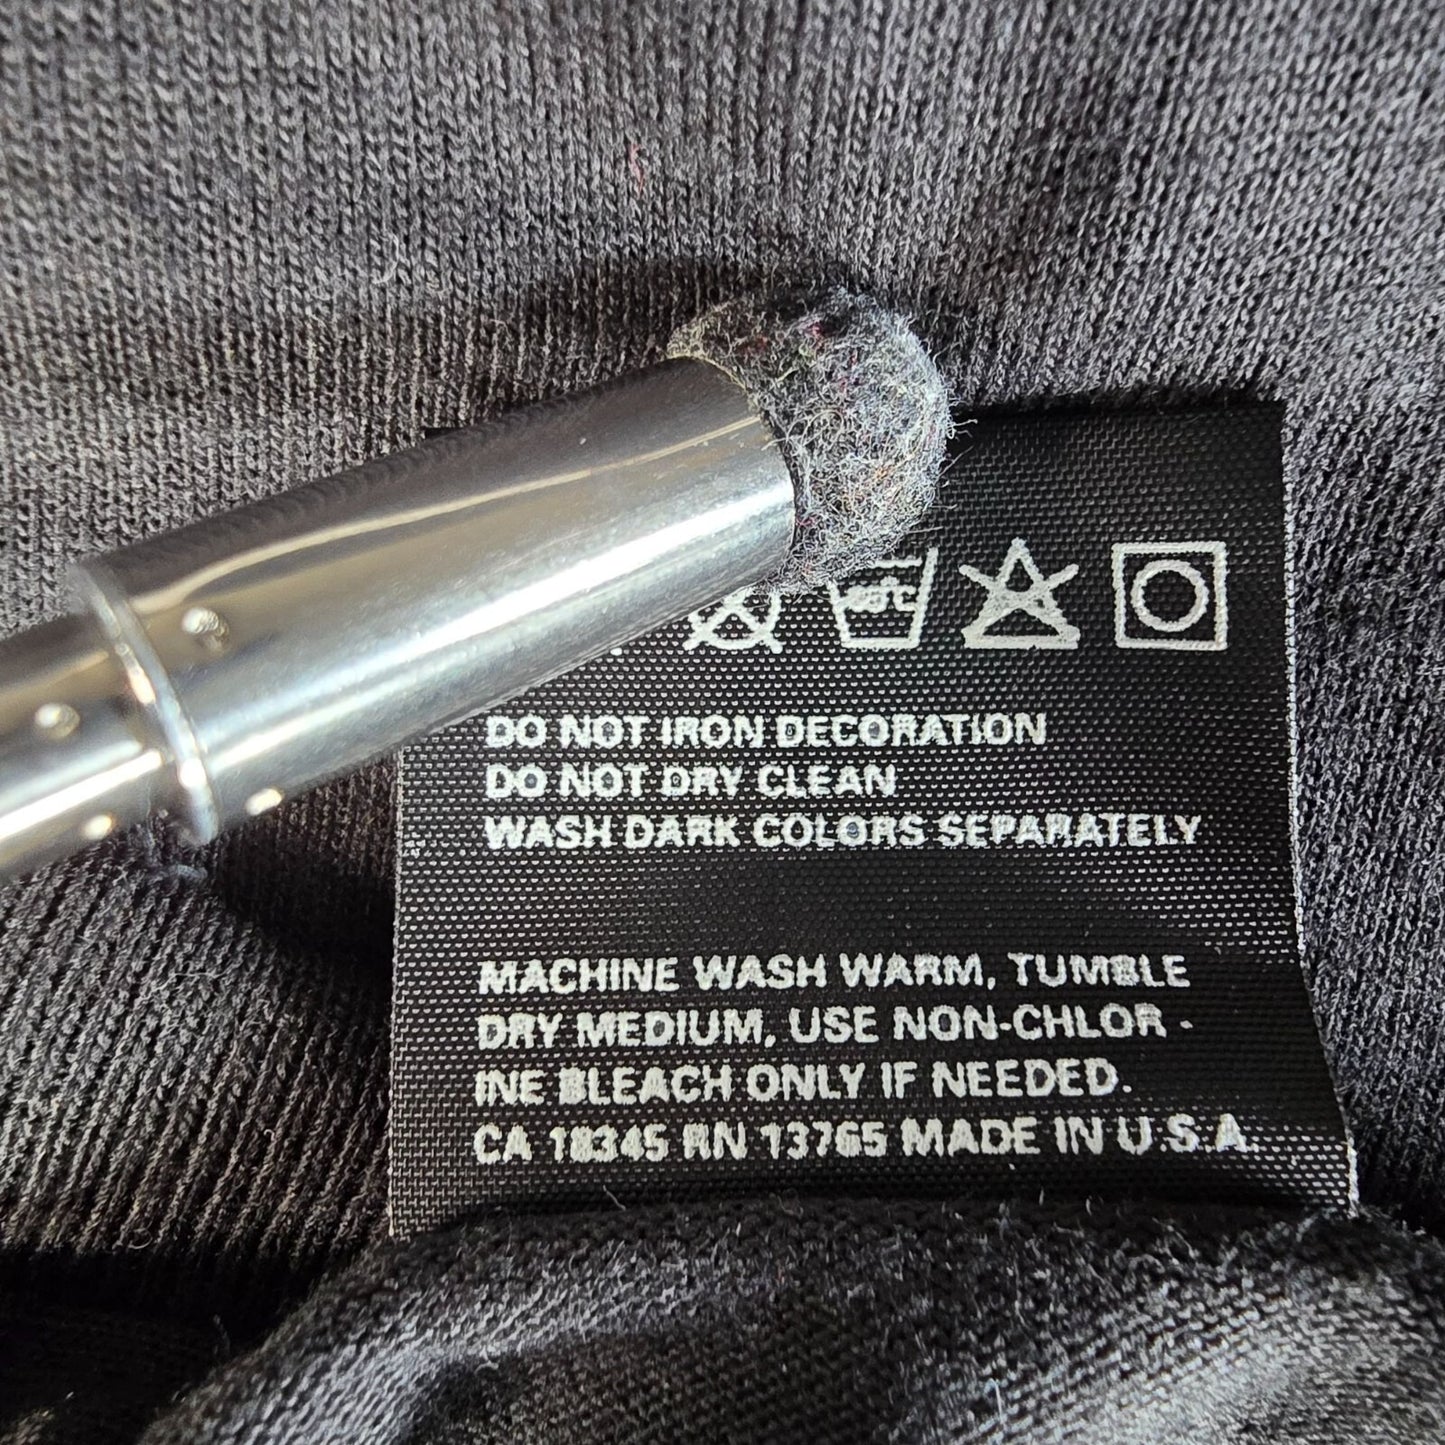 DO NOT IRON DECORATION
DO NOT DRY CLEAN
WASH DARK COLORS SEPARATELY
MACHINE WASH WARM, TUMBLE
DRY MEDIUM, USE NON-CHLOR -
INE BLEACH ONLY IF NEEDED.
CA 18345 RN 13765 MADE IN U.S.A.